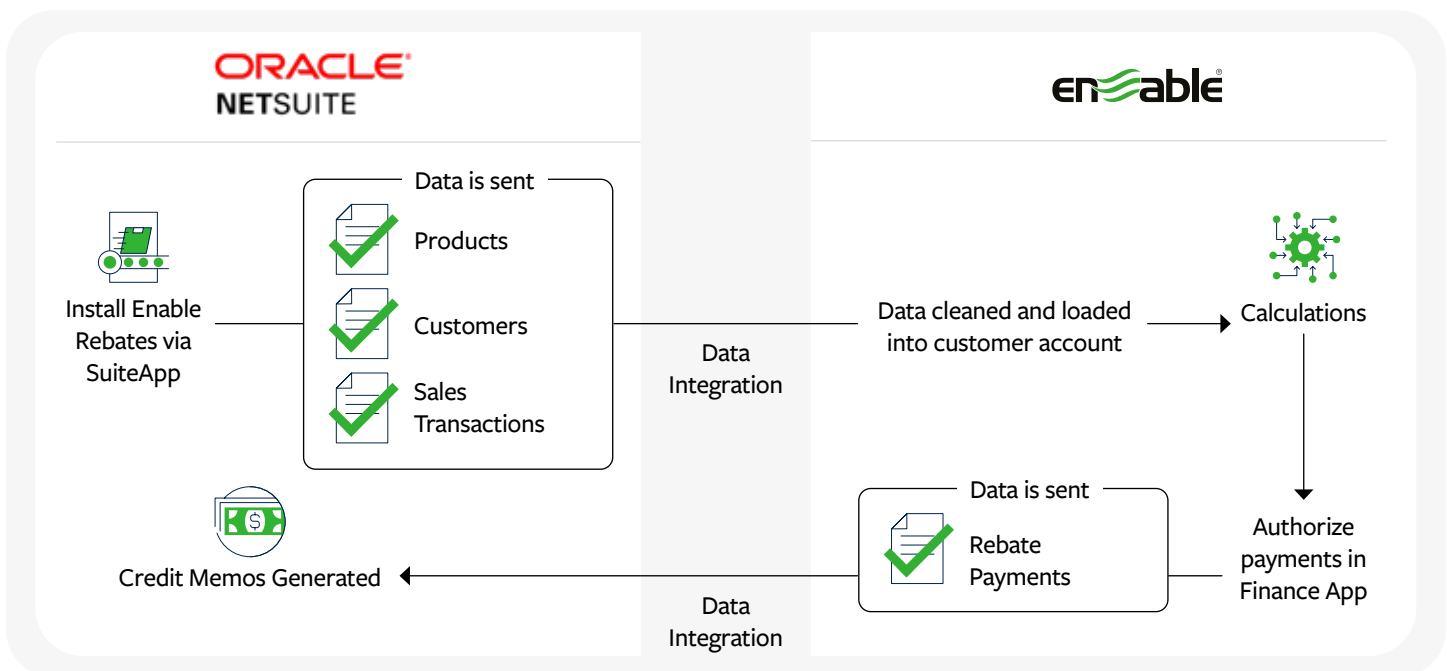 ORACLE®
NETSUITE
enable®
Data is sent
Products
Customers
Sales
Transactions
Install Enable
Rebates via
SuiteApp
Data
Integration
Data cleaned and loaded
into customer account
Calculations
Authorize
payments in
Finance App
Data is sent
Rebate
Payments
Data
Integration
$
Credit Memos Generated